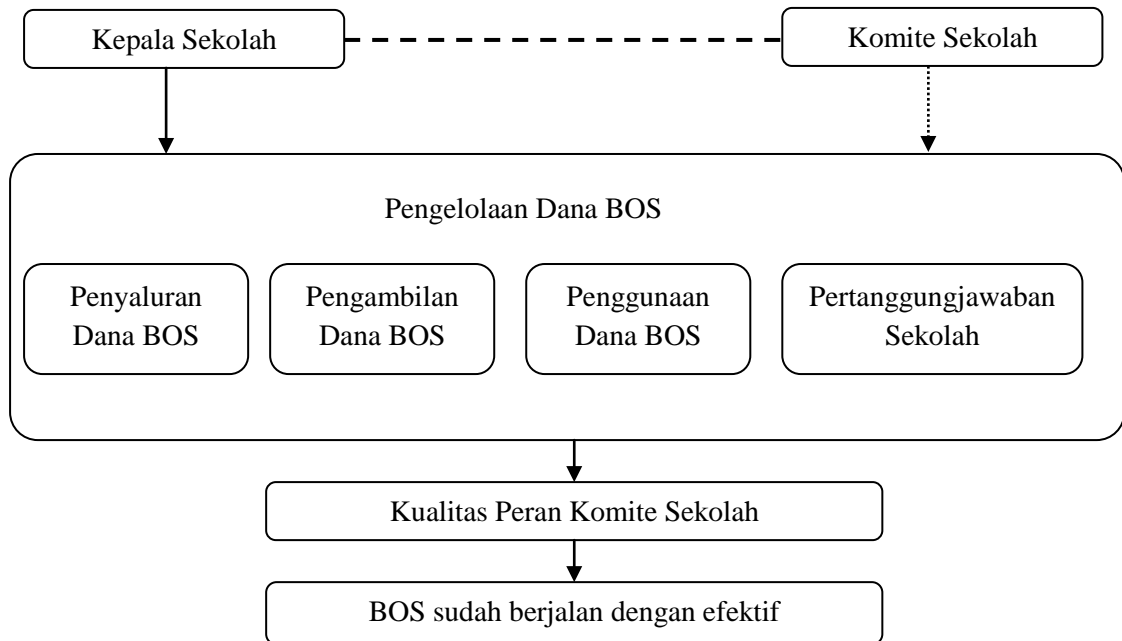 Kepala Sekolah
Komite Sekolah
Pengelolaan Dana BOS
Penyaluran
Dana BOS
Pengambilan
Dana BOS
Penggunaan
Dana BOS
Pertanggungjawaban
Sekolah
Kualitas Peran Komite Sekolah
BOS sudah berjalan dengan efektif